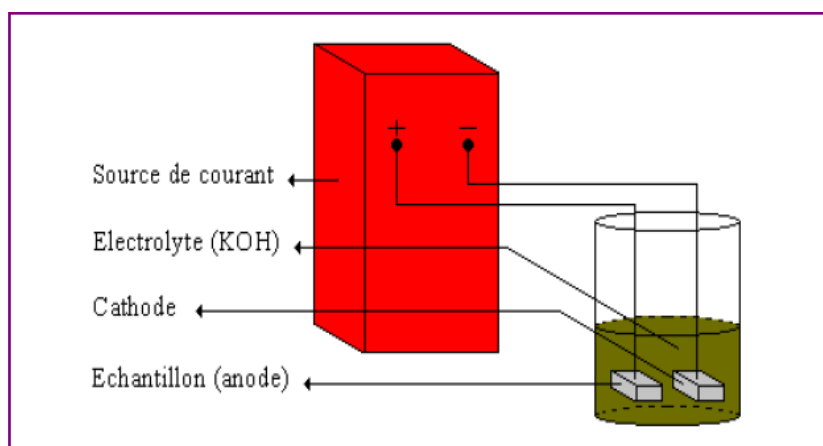 + −
Source de courant
Electrolyte (KOH)
Cathode
Echantillon (anode)